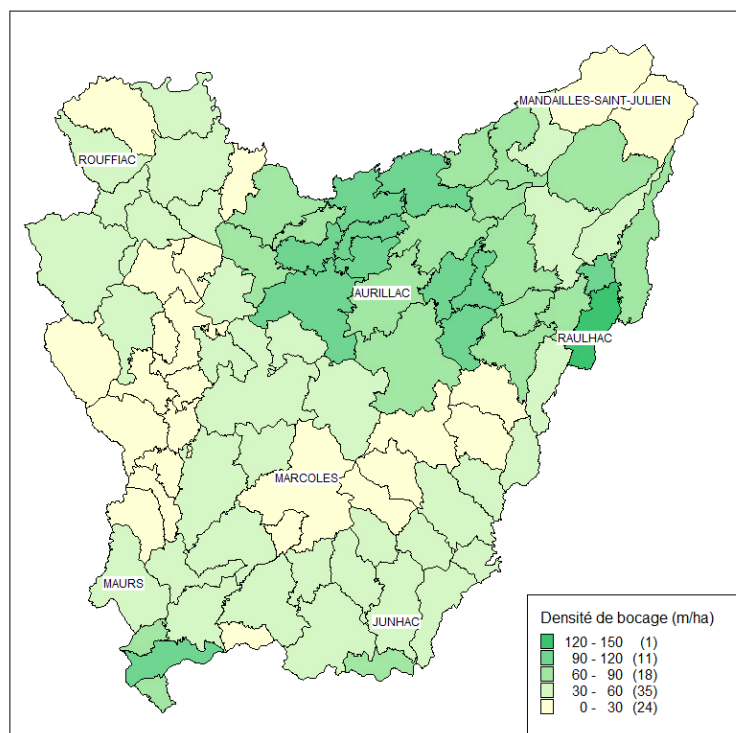 MANDAILLES-SAINT-JULIEN
ROUFFIAC
AURILLAC
RAULHAC
MARCOLES
MAURS
JUNHAC
Densité de bocage (m/ha)
120 - 150 (1)
90 - 120 (11)
60 - 90 (18)
30 - 60 (35)
0 - 30 (24)